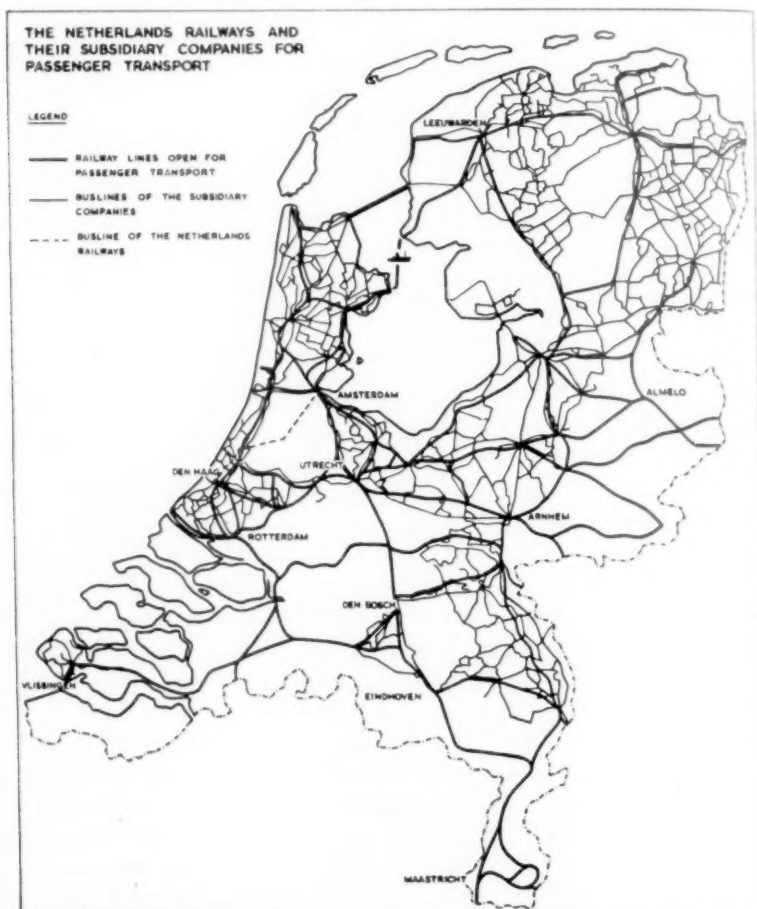 THE NETHERLANDS RAILWAYS AND
THEIR SUBSIDIARY COMPANIES FOR
PASSENGER TRANSPORT
LEGEND
RAILWAY LINES OPEN FOR
PASSENGER TRANSPORT
BUSLINES OF THE SUBSIDIARY
COMPANIES
BUSLINE OF THE NETHERLANDS
RAILWAYS
LEEUWARDEN
AMSTERDAM
ALMELO
DEN HAAG
UTRECHT
ARNHEM
ROTTERDAM
DEN BOSCH
VLISSINGEN
EINDHOVEN
MAASTRICHT